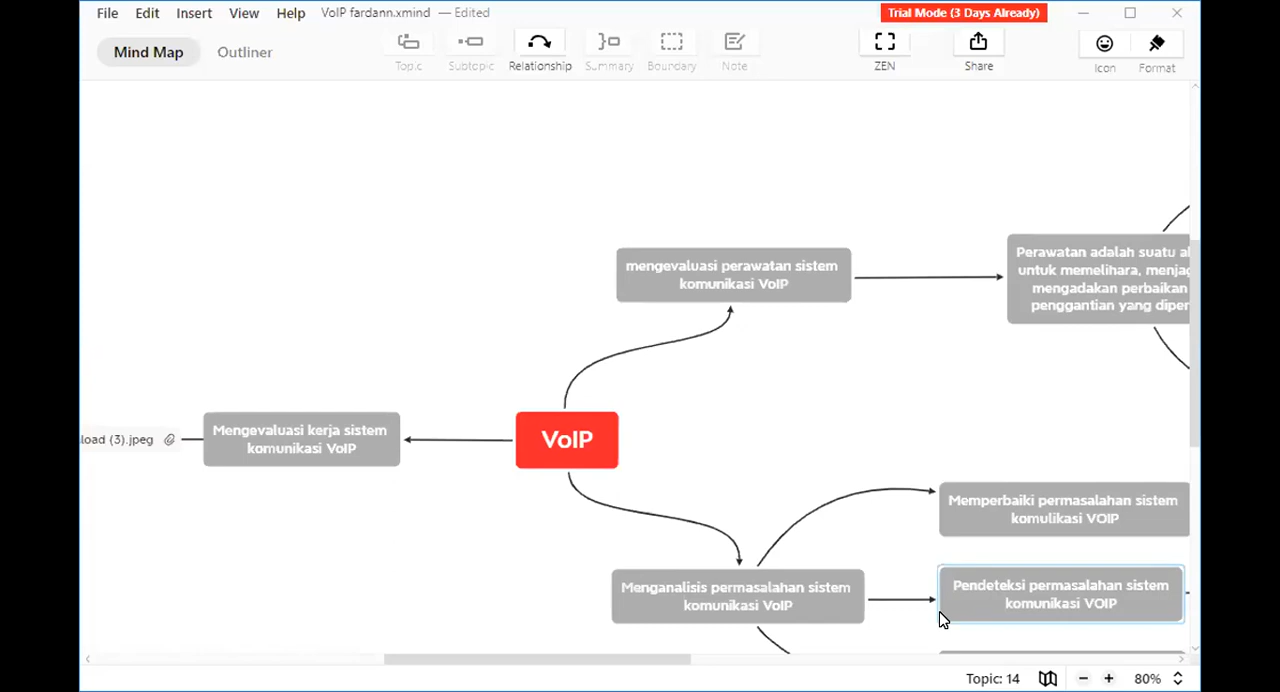 File Edit Insert View Help VoIP fardann.xmind — Edited Trial Mode (3 Days Already)
Mind Map Outliner
Topic Subtopic Relationship Summary Boundary Note ZEN Share Icon Format
mengevaluasi perawatan sistem
komunikasi VoIP
Perawatan adalah suatu
untuk memelihara,
mengadakan perbaikan
penggantian yang
load (3).jpeg
Mengevaluasi kerja sistem
komunikasi VoIP
VoIP
Memperbaiki permasalahan sistem
komulikasi VOIP
Menganalisis permasalahan sistem
komunikasi VoIP
Pendeteksi permasalahan sistem
komunikasi VOIP
Topic: 14 80%